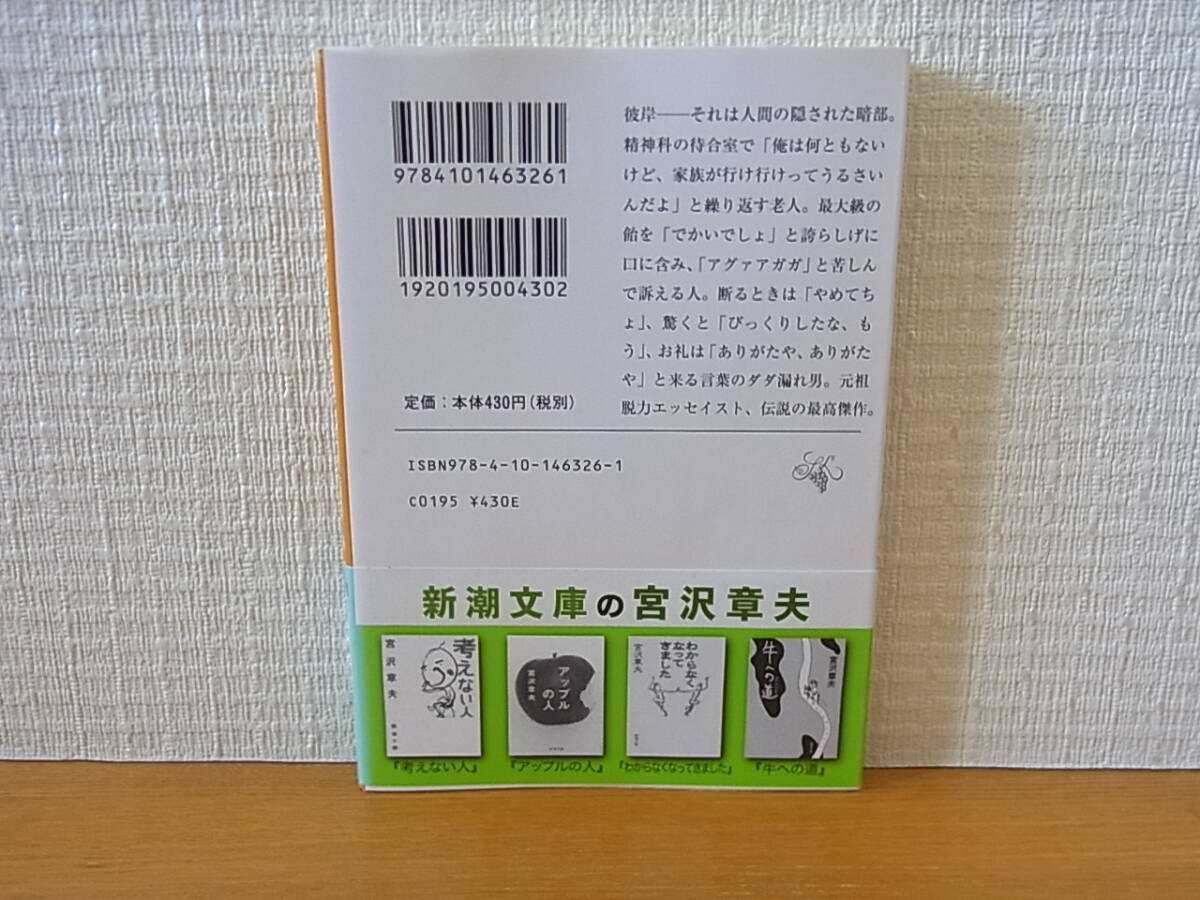 9784101463261
1920195004302
定価：本体430円（税別）
ISBN978-4-10-146326-1
C0195 ¥430E
彼岸──それは人間の隠された暗部。
精神科の待合室で「俺は何ともない
けど、家族が行け行けってうるさい
んだよ」と繰り返す老人。最大級の
飴を「でかいでしょ」と誇らしげに
口に含み、「アグァアガガ」と苦しん
で訴える人。断るときは「やめてち
ょ」、驚くと「びっくりしたな、も
う」、お礼は「ありがたや、ありがた
や」と来る言葉のダダ漏れ男。元祖
脱力エッセイスト、伝説の最高傑作。
新潮文庫の宮沢章夫
考えない人
宮沢章夫
アップルの人
宮沢章夫
わからなく
なって
きました
宮沢章夫
牛への道
宮沢章夫
『考えない人』
『アップルの人』
『わからなくなってきました』
『牛への道』